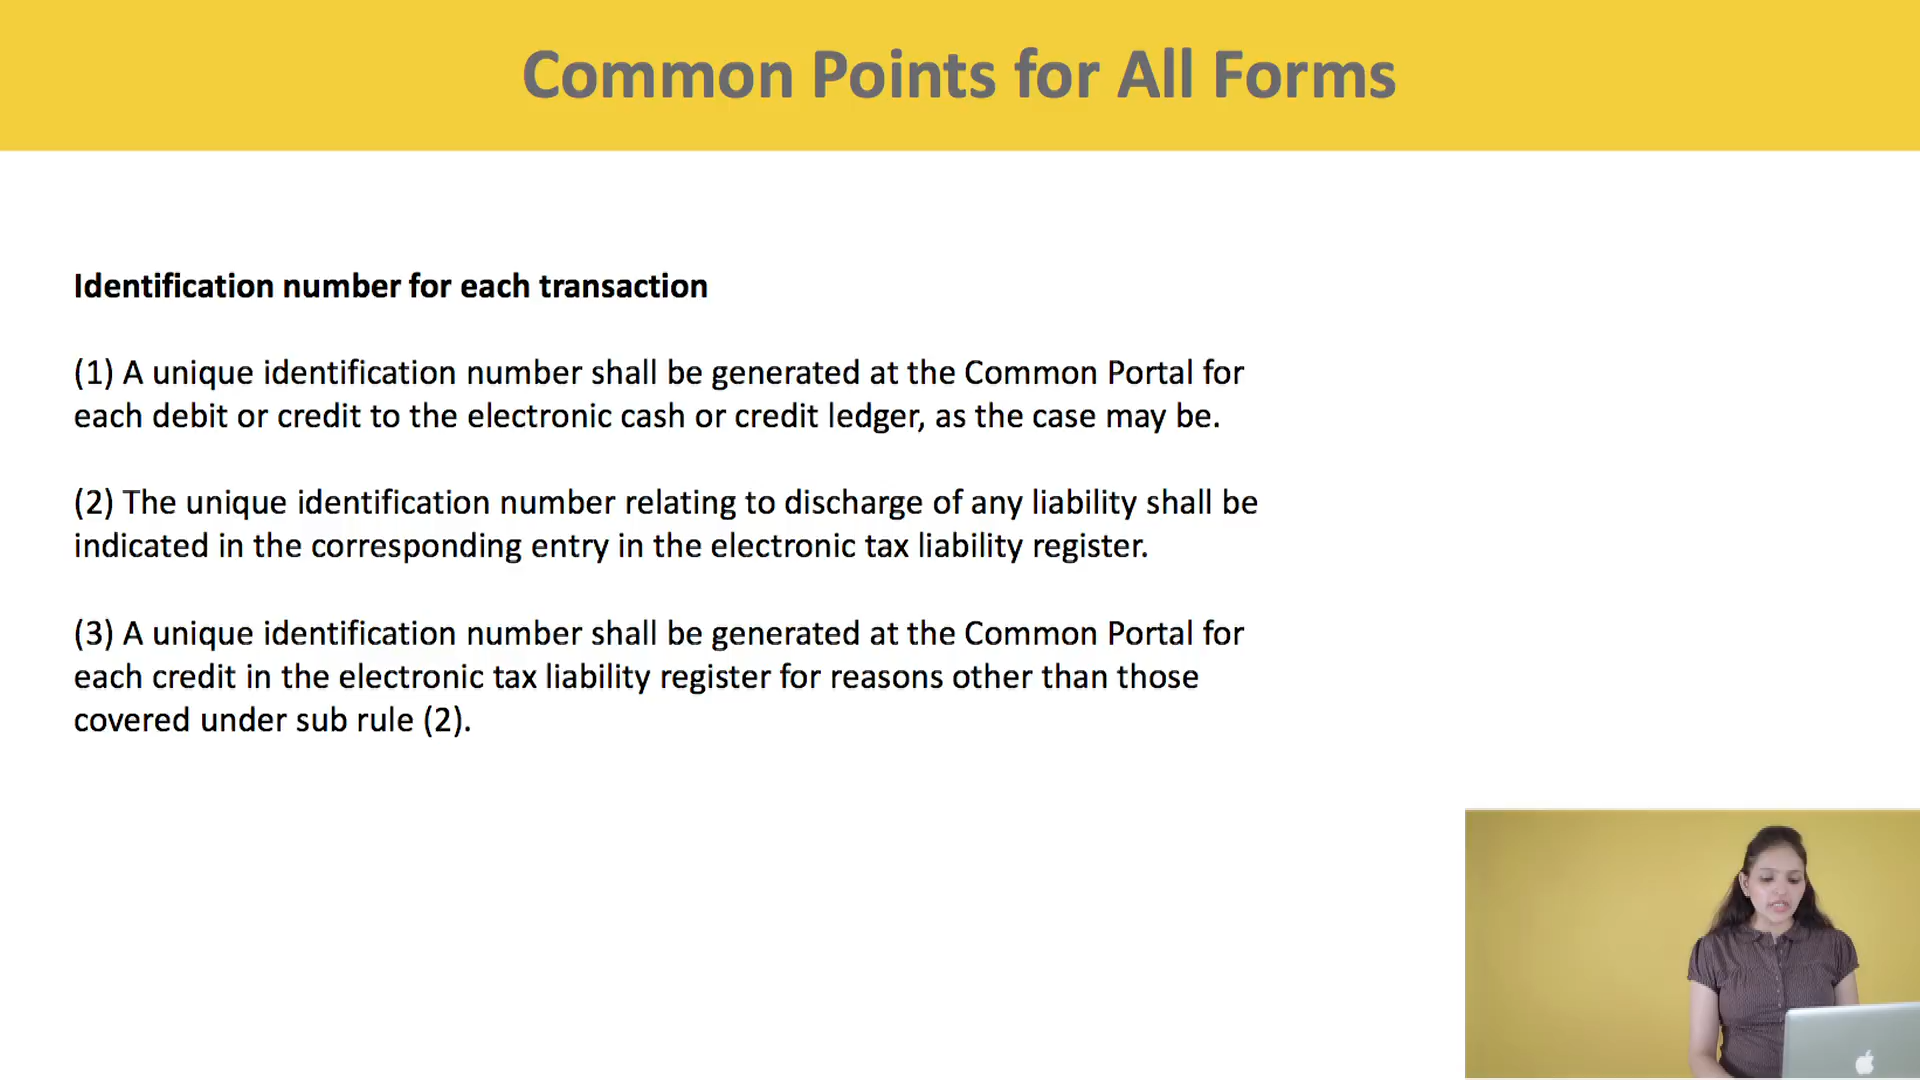 Common Points for All Forms
Identification number for each transaction
(1) A unique identification number shall be generated at the Common Portal for
each debit or credit to the electronic cash or credit ledger, as the case may be.
(2) The unique identification number relating to discharge of any liability shall be
indicated in the corresponding entry in the electronic tax liability register.
(3) A unique identification number shall be generated at the Common Portal for
each credit in the electronic tax liability register for reasons other than those
covered under sub rule (2).